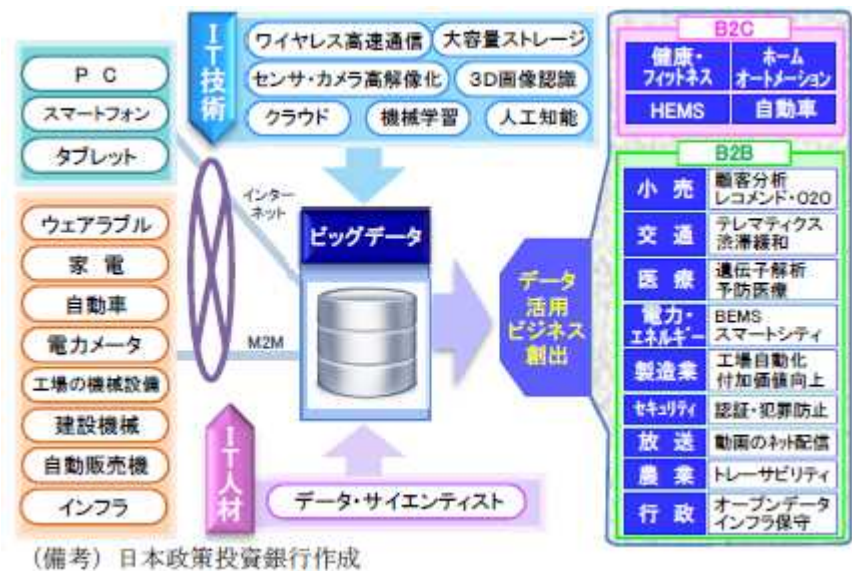 P C
スマートフォン
タブレット
ウェアラブル
家 電
自動車
電力メータ
工場の機械設備
建設機械
自動販売機
インフラ
IT技術
ワイヤレス高速通信
大容量ストレージ
センサ・カメラ高解像化
3D画像認識
クラウド
機械学習
人工知能
インター
ネット
M2M
ビッグデータ
IT人材
データ・サイエンティスト
データ
活用
ビジネス
創出
B2C
健康・
フィットネス
ホーム
オートメーション
HEMS
自動車
B2B
小 売
顧客分析
レコメンド・O2O
交 通
テレマティクス
渋滞緩和
医 療
遺伝子解析
予防医療
電力・
エネルギー
BEMS
スマートシティ
製造業
工場自動化
付加価値向上
セキュリティ
認証・犯罪防止
放 送
動画のネット配信
農 業
トレーサビリティ
行 政
オープンデータ
インフラ保守
(備考) 日本政策投資銀行作成